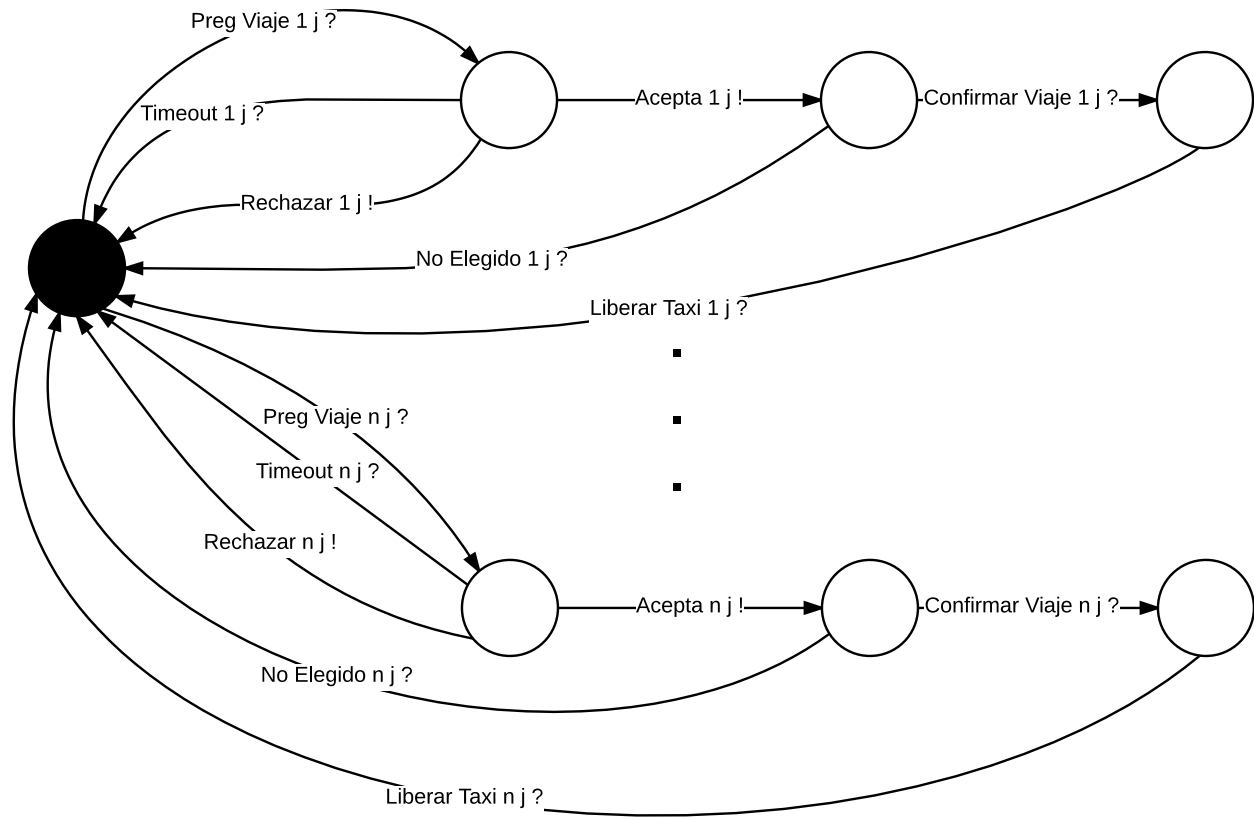 Preg Viaje 1 j ?
Timeout 1 j ?
Acepta 1 j !
Confirmar Viaje 1 j ?
Rechazar 1 j !
No Elegido 1 j ?
Liberar Taxi 1 j ?
Preg Viaje n j ?
Timeout n j ?
Rechazar n j !
Acepta n j !
Confirmar Viaje n j ?
No Elegido n j ?
Liberar Taxi n j ?